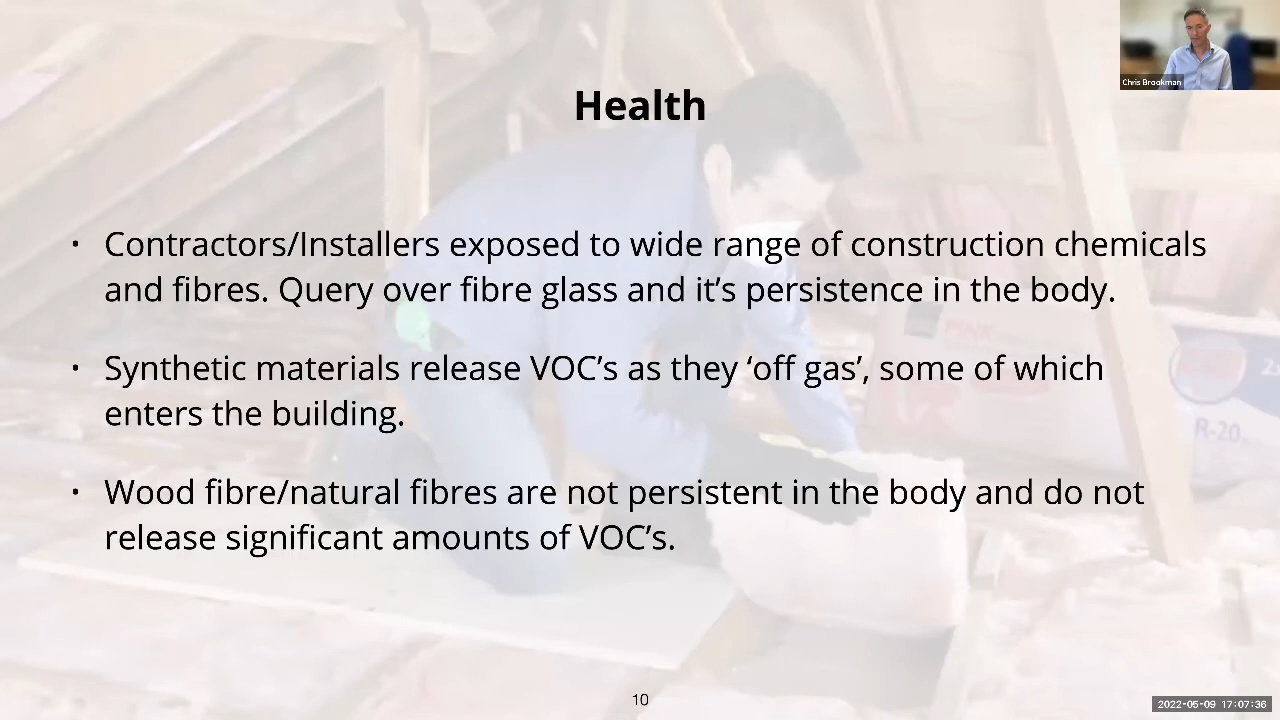 Chris Brookman
Health
• Contractors/Installers exposed to wide range of construction chemicals
and fibres. Query over fibre glass and it’s persistence in the body.
• Synthetic materials release VOC’s as they ‘off gas’, some of which
enters the building.
• Wood fibre/natural fibres are not persistent in the body and do not
release significant amounts of VOC’s.
PINK
R-20
10
2022-05-09 17:07:36